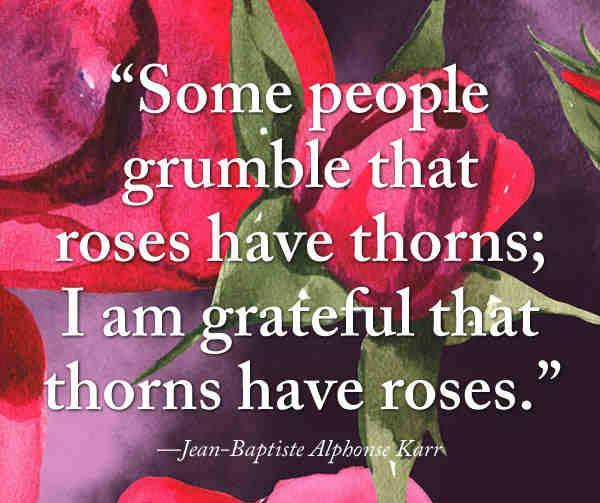 “Some people
grumble that
roses have thorns;
I am grateful that
thorns have roses.”
—Jean-Baptiste Alphonse Karr